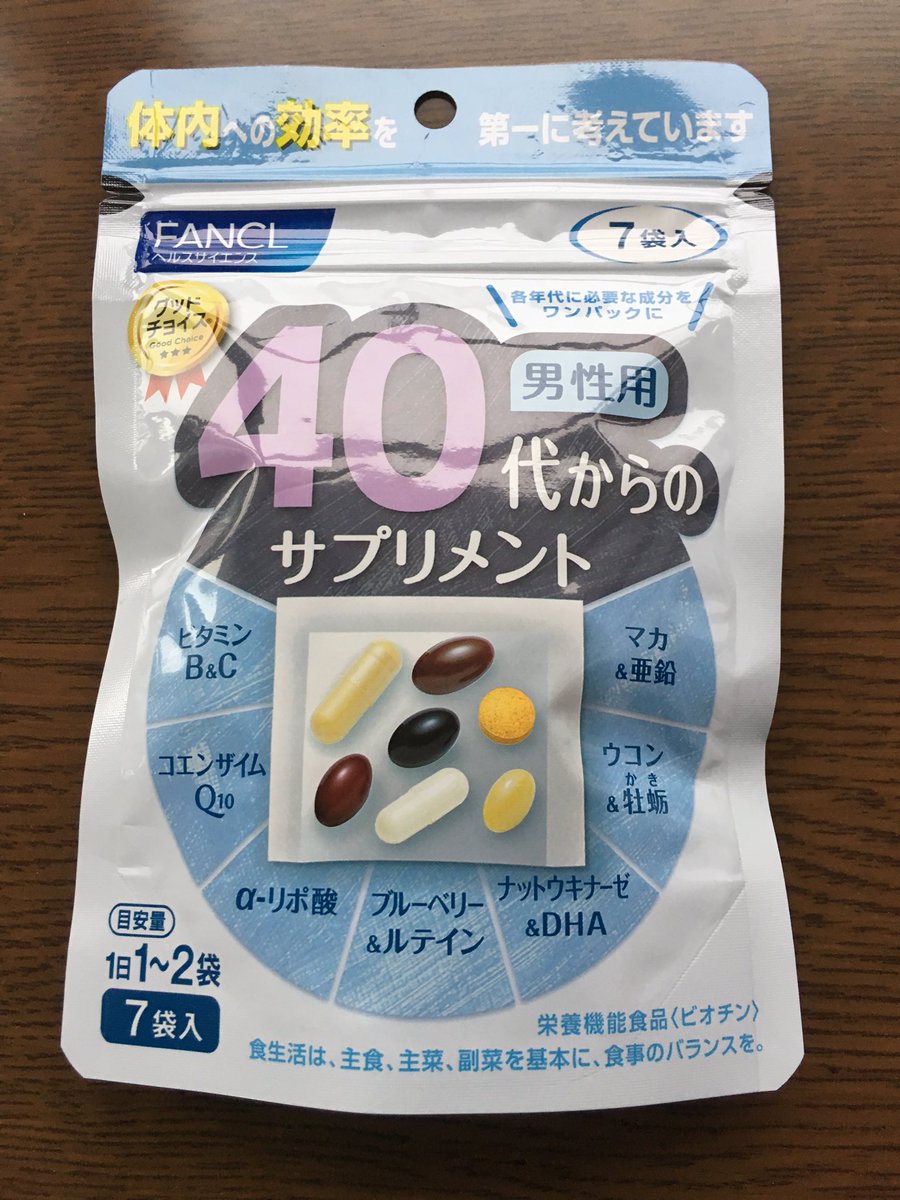 体内への効率を 第一に考えています
FANCL
ヘルスサイエンス
7袋入
グッド
チョイス
Good Choice
各年代に必要な成分を
ワンパックに
男性用
40代からの
サプリメント
ビタミン
B&C
マカ
&亜鉛
コエンザイム
Q10
ウコン
かき
&牡蛎
α-リポ酸
ブルーベリー
&ルテイン
ナットウキナーゼ
&DHA
目安量
1日1~2袋
7袋入
栄養機能食品〈ビオチン〉
食生活は、主食、主菜、副菜を基本に、食事のバランスを。